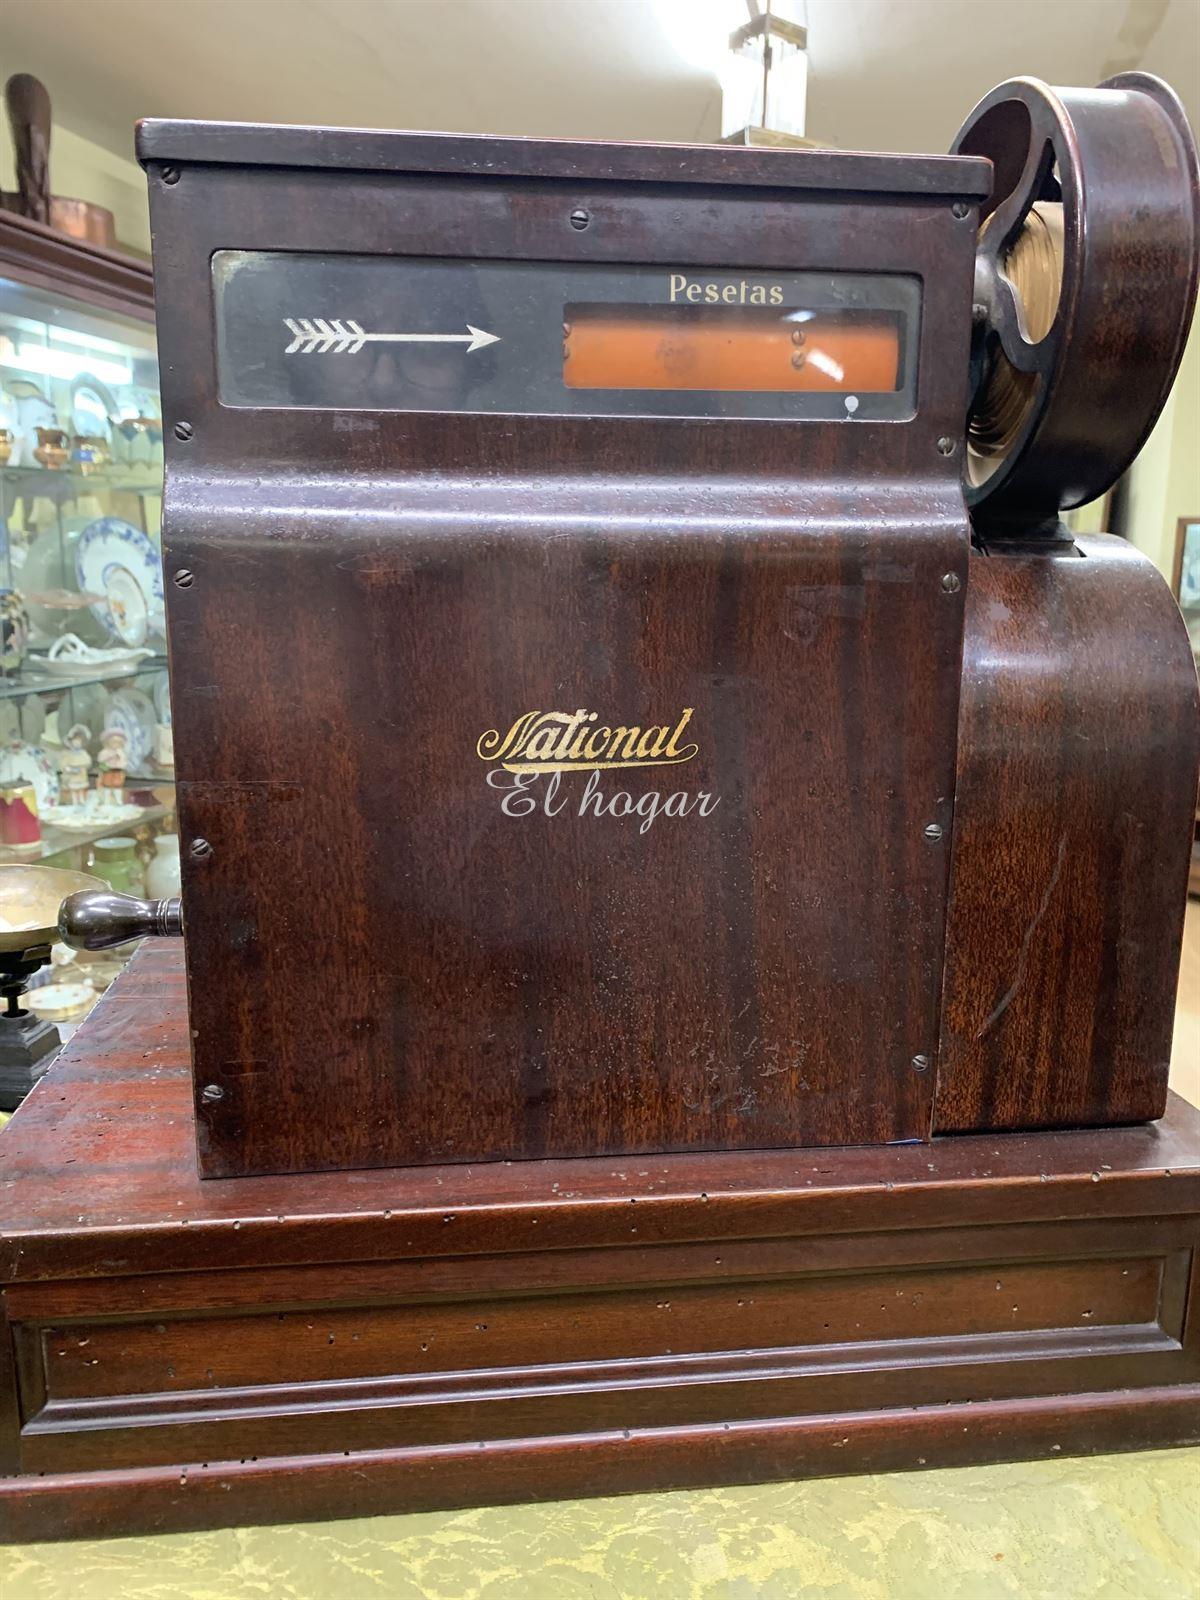 Pesetas
National
El hogar